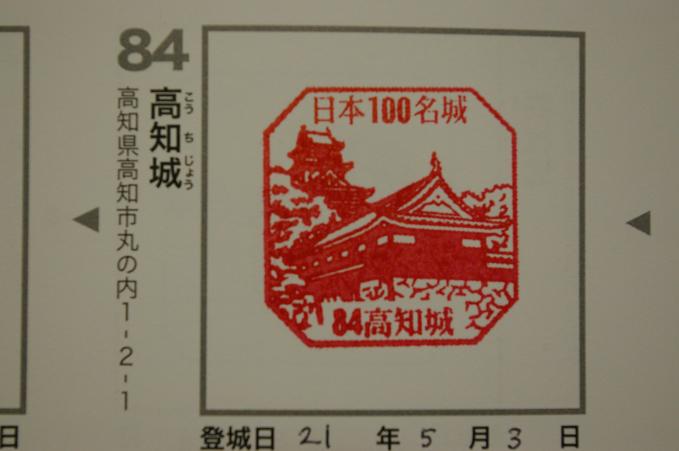 84
高知城
こうちじょう
高知県高知市丸の内1-2-1
日本100名城
84高知城
登城日 21 年 5 月 3 日
日